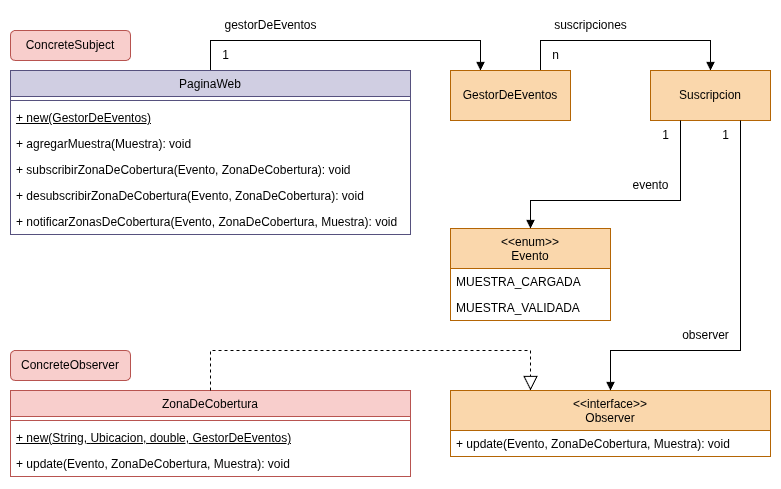 gestorDeEventos
suscripciones
ConcreteSubject
1
n
PaginaWeb
GestorDeEventos
Suscripcion
+ new(GestorDeEventos)
+ agregarMuestra(Muestra): void
+ subscribirZonaDeCobertura(Evento, ZonaDeCobertura): void
+ desubscribirZonaDeCobertura(Evento, ZonaDeCobertura): void
+ notificarZonasDeCobertura(Evento, ZonaDeCobertura, Muestra): void
1
1
evento
<<enum>>
Evento
MUESTRA_CARGADA
MUESTRA_VALIDADA
observer
ConcreteObserver
ZonaDeCobertura
+ new(String, Ubicacion, double, GestorDeEventos)
+ update(Evento, ZonaDeCobertura, Muestra): void
<<interface>>
Observer
+ update(Evento, ZonaDeCobertura, Muestra): void